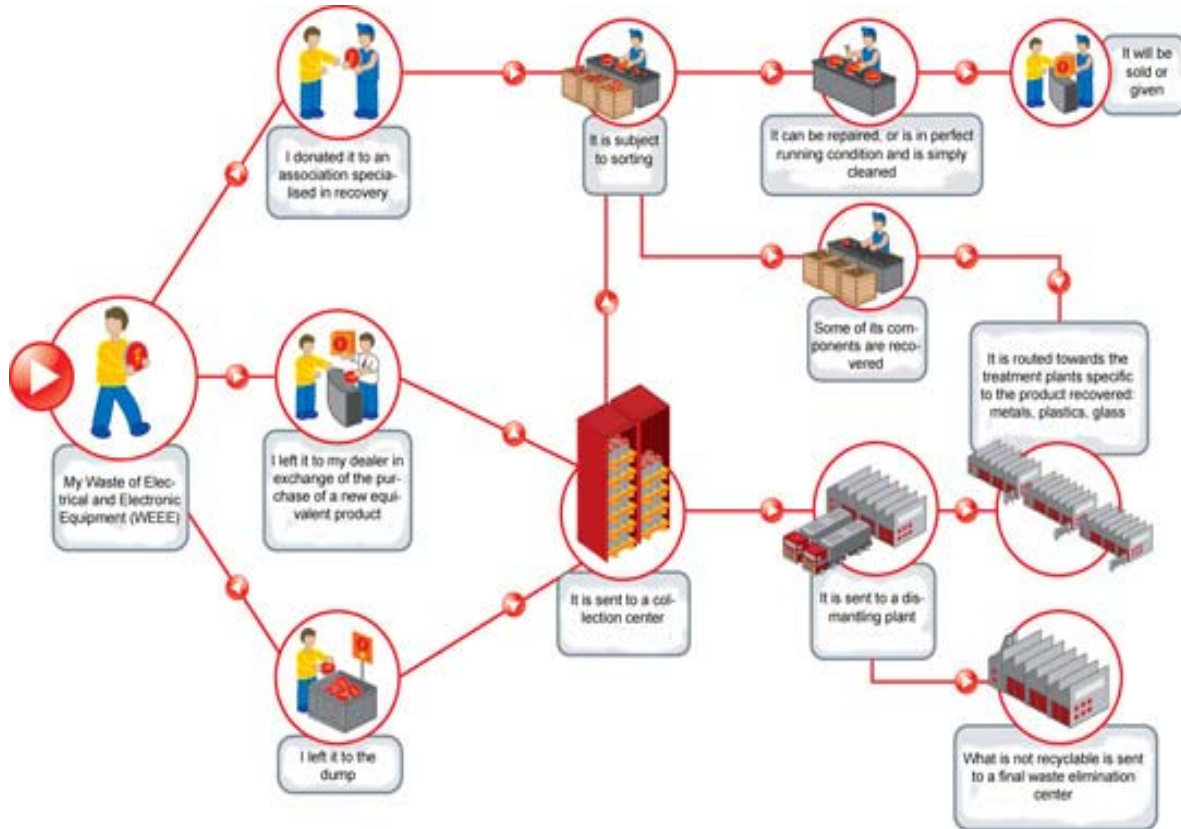 It will be
sold or
given
I donated it to an
association specia-
lised in recovery
It is subject
to sorting
It can be repaired, or is in perfect
running condition and is simply
cleaned
Some of its com-
ponents are reco-
vered
It is routed towards the
treatment plants specific
to the product recovered:
metals, plastics, glass
My Waste of Elec-
trical and Electronic
Equipment (WEEE)
I left it to my dealer in
exchange of the pur-
chase of a new equi-
valent product
It is sent to a col-
lection center
It is sent to a dis-
mantling plant
I left it to the
dump
What is not recyclable is sent
to a final waste elimination
center